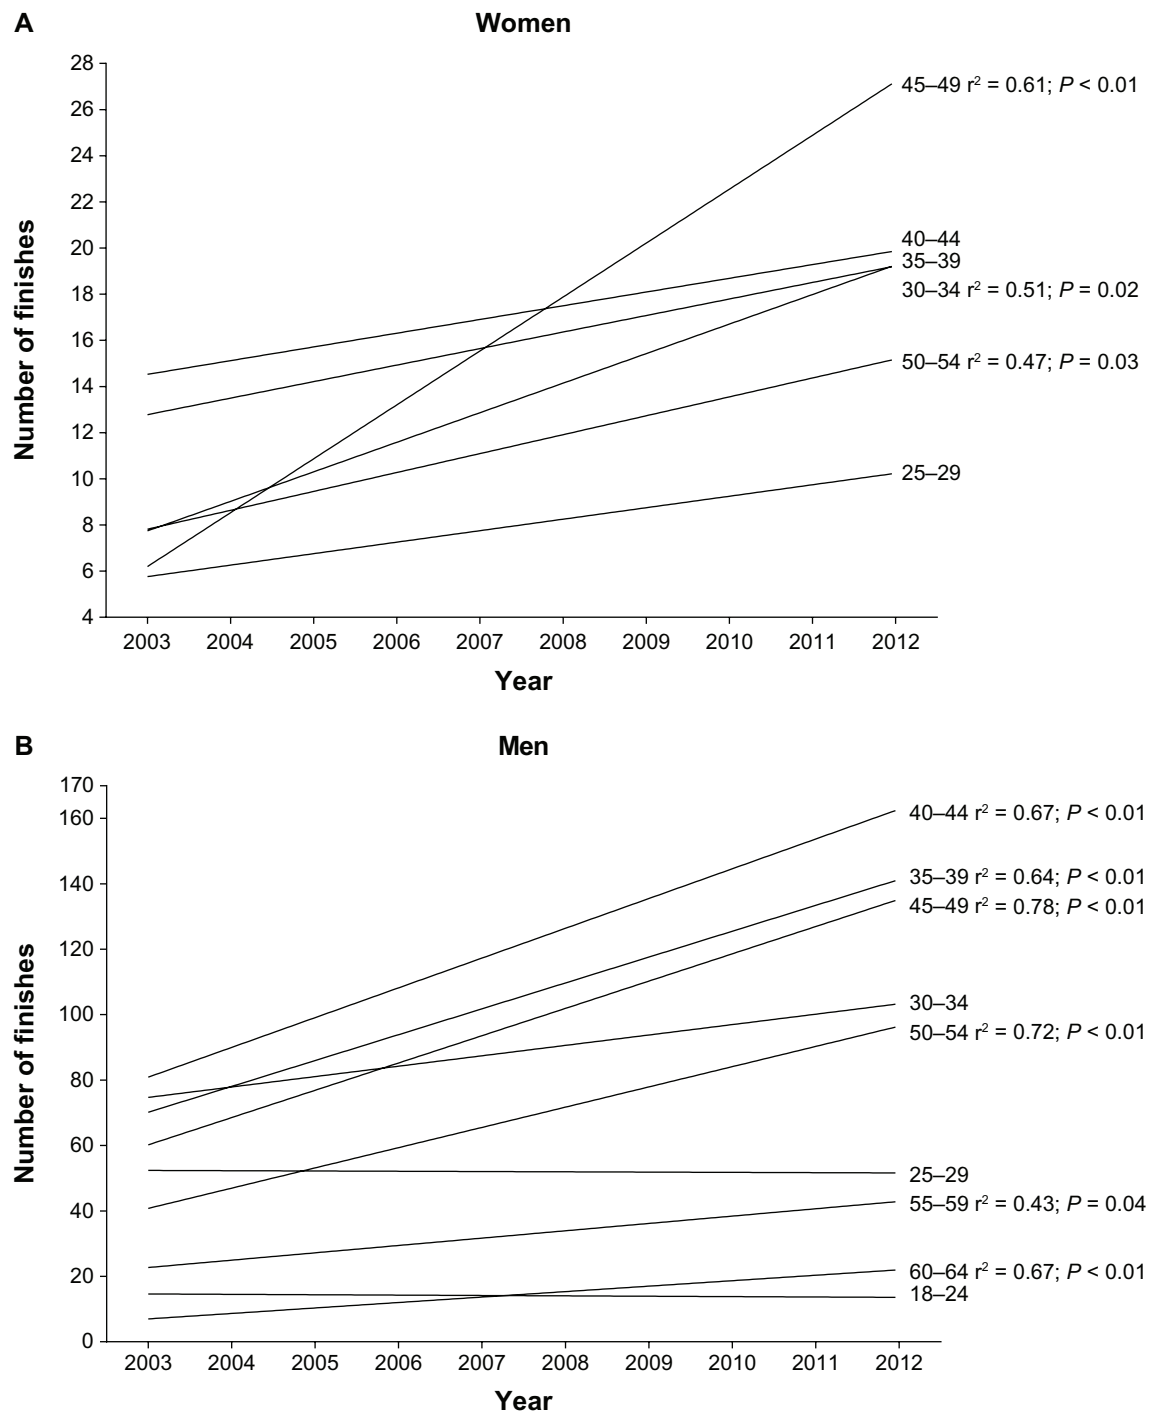 A
Women
28
26
24
22
20
18
16
14
12
10
8
6
4
Number of finishes
45–49 r² = 0.61; P < 0.01
40–44
35–39
30–34 r² = 0.51; P = 0.02
50–54 r² = 0.47; P = 0.03
25–29
2003 2004 2005 2006 2007 2008 2009 2010 2011 2012
Year
B
Men
170
160
140
120
100
80
60
40
20
0
Number of finishes
40–44 r² = 0.67; P < 0.01
35–39 r² = 0.64; P < 0.01
45–49 r² = 0.78; P < 0.01
30–34
50–54 r² = 0.72; P < 0.01
25–29
55–59 r² = 0.43; P = 0.04
60–64 r² = 0.67; P < 0.01
18–24
2003 2004 2005 2006 2007 2008 2009 2010 2011 2012
Year